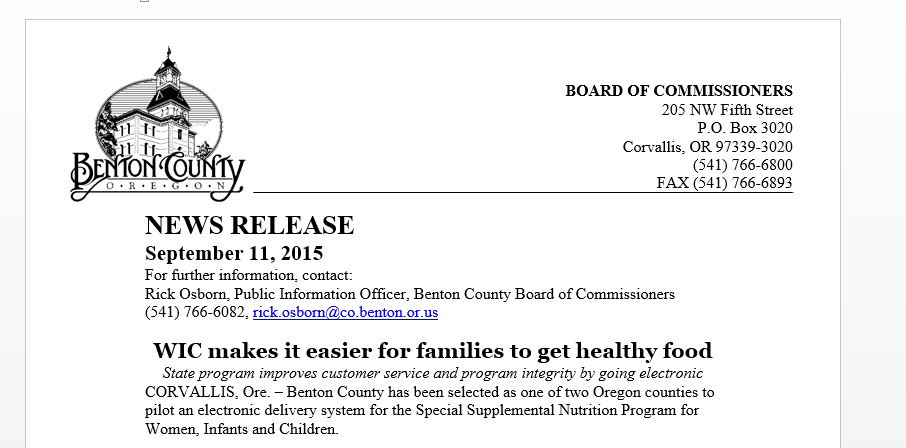 BENTON COUNTY
O·R·E·G·O·N
BOARD OF COMMISSIONERS
205 NW Fifth Street
P.O. Box 3020
Corvallis, OR 97339-3020
(541) 766-6800
FAX (541) 766-6893
NEWS RELEASE
September 11, 2015
For further information, contact:
Rick Osborn, Public Information Officer, Benton County Board of Commissioners
(541) 766-6082, rick.osborn@co.benton.or.us
WIC makes it easier for families to get healthy food
State program improves customer service and program integrity by going electronic
CORVALLIS, Ore. – Benton County has been selected as one of two Oregon counties to
pilot an electronic delivery system for the Special Supplemental Nutrition Program for
Women, Infants and Children.